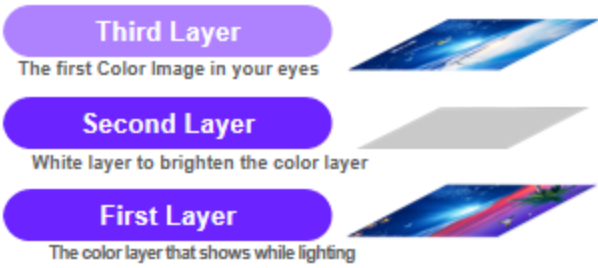 Third Layer
The first Color Image in your eyes
Second Layer
White layer to brighten the color layer
First Layer
The color layer that shows while lighting